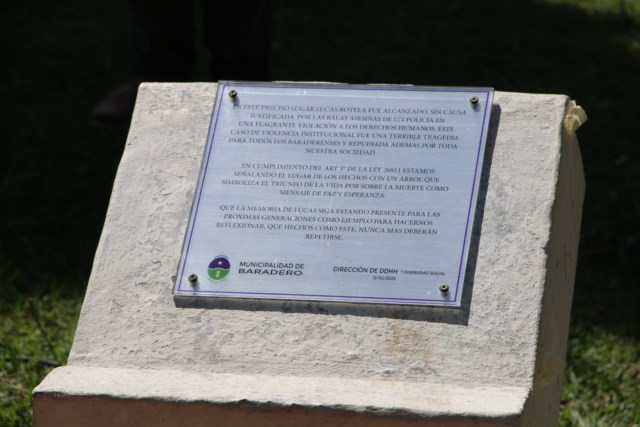 EN ESTE PRECISO LUGAR LUCAS ROTELA FUE ALCANZADO, SIN CAUSA
JUSTIFICADA, POR LAS BALAS ASESINAS DE UN POLICÍA EN
UNA FLAGRANTE VIOLACIÓN A LOS DERECHOS HUMANOS. ESTE
CASO DE VIOLENCIA INSTITUCIONAL FUE UNA TERRIBLE TRAGEDIA
PARA TODOS LOS BARADERENSES Y REPUDIADA ADEMAS POR TODA
NUESTRA SOCIEDAD.
EN CUMPLIMIENTO DEL ART 3° DE LA LEY 26811 ESTAMOS
SEÑALANDO EL LUGAR DE LOS HECHOS CON UN ÁRBOL QUE
SIMBOLIZA EL TRIUNFO DE LA VIDA POR SOBRE LA MUERTE COMO
MENSAJE DE PAZ Y ESPERANZA.
QUE LA MEMORIA DE LUCAS SIGA ESTANDO PRESENTE PARA LAS
PROXIMAS GENERACIONES COMO EJEMPLO PARA HACERNOS
REFLEXIONAR, QUE HECHOS COMO ESTE, NUNCA MAS DEBERÁN
REPETIRSE.
MUNICIPALIDAD DE
BARADERO
DIRECCIÓN DE DDHH Y DIVERSIDAD SEXUAL